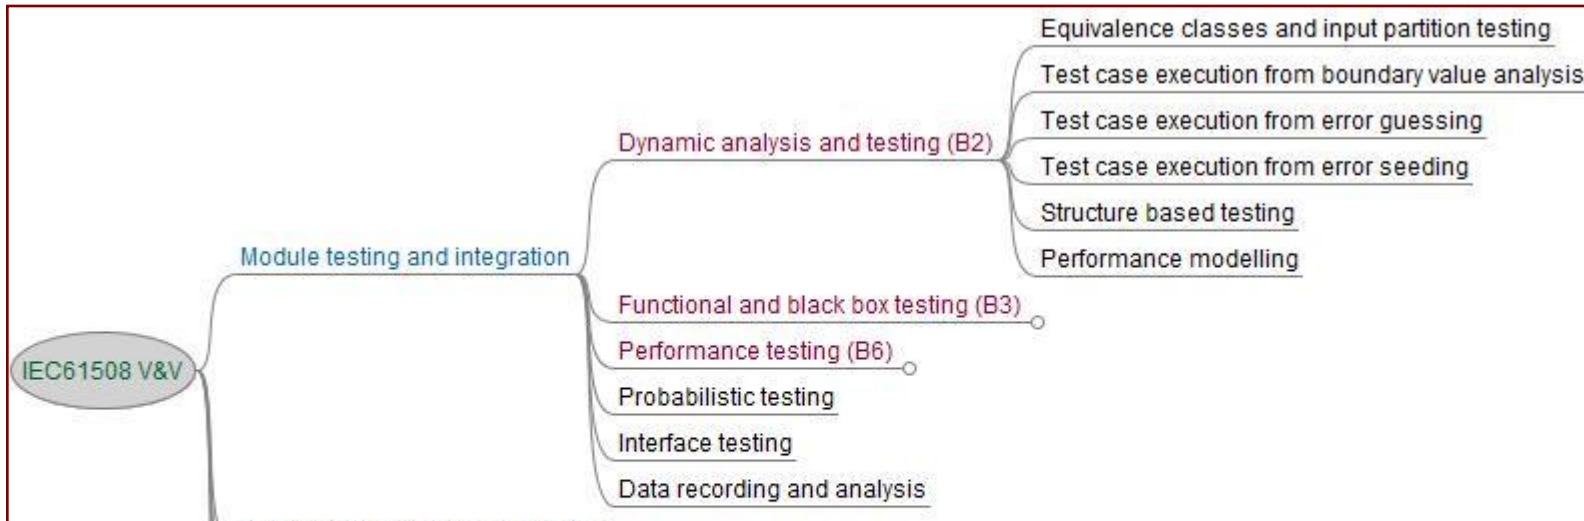 Equivalence classes and input partition testing
Test case execution from boundary value analysis
Test case execution from error guessing
Dynamic analysis and testing (B2)
Test case execution from error seeding
Structure based testing
Module testing and integration
Performance modelling
Functional and black box testing (B3)
Performance testing (B6)
IEC61508 V&V
Probabilistic testing
Interface testing
Data recording and analysis